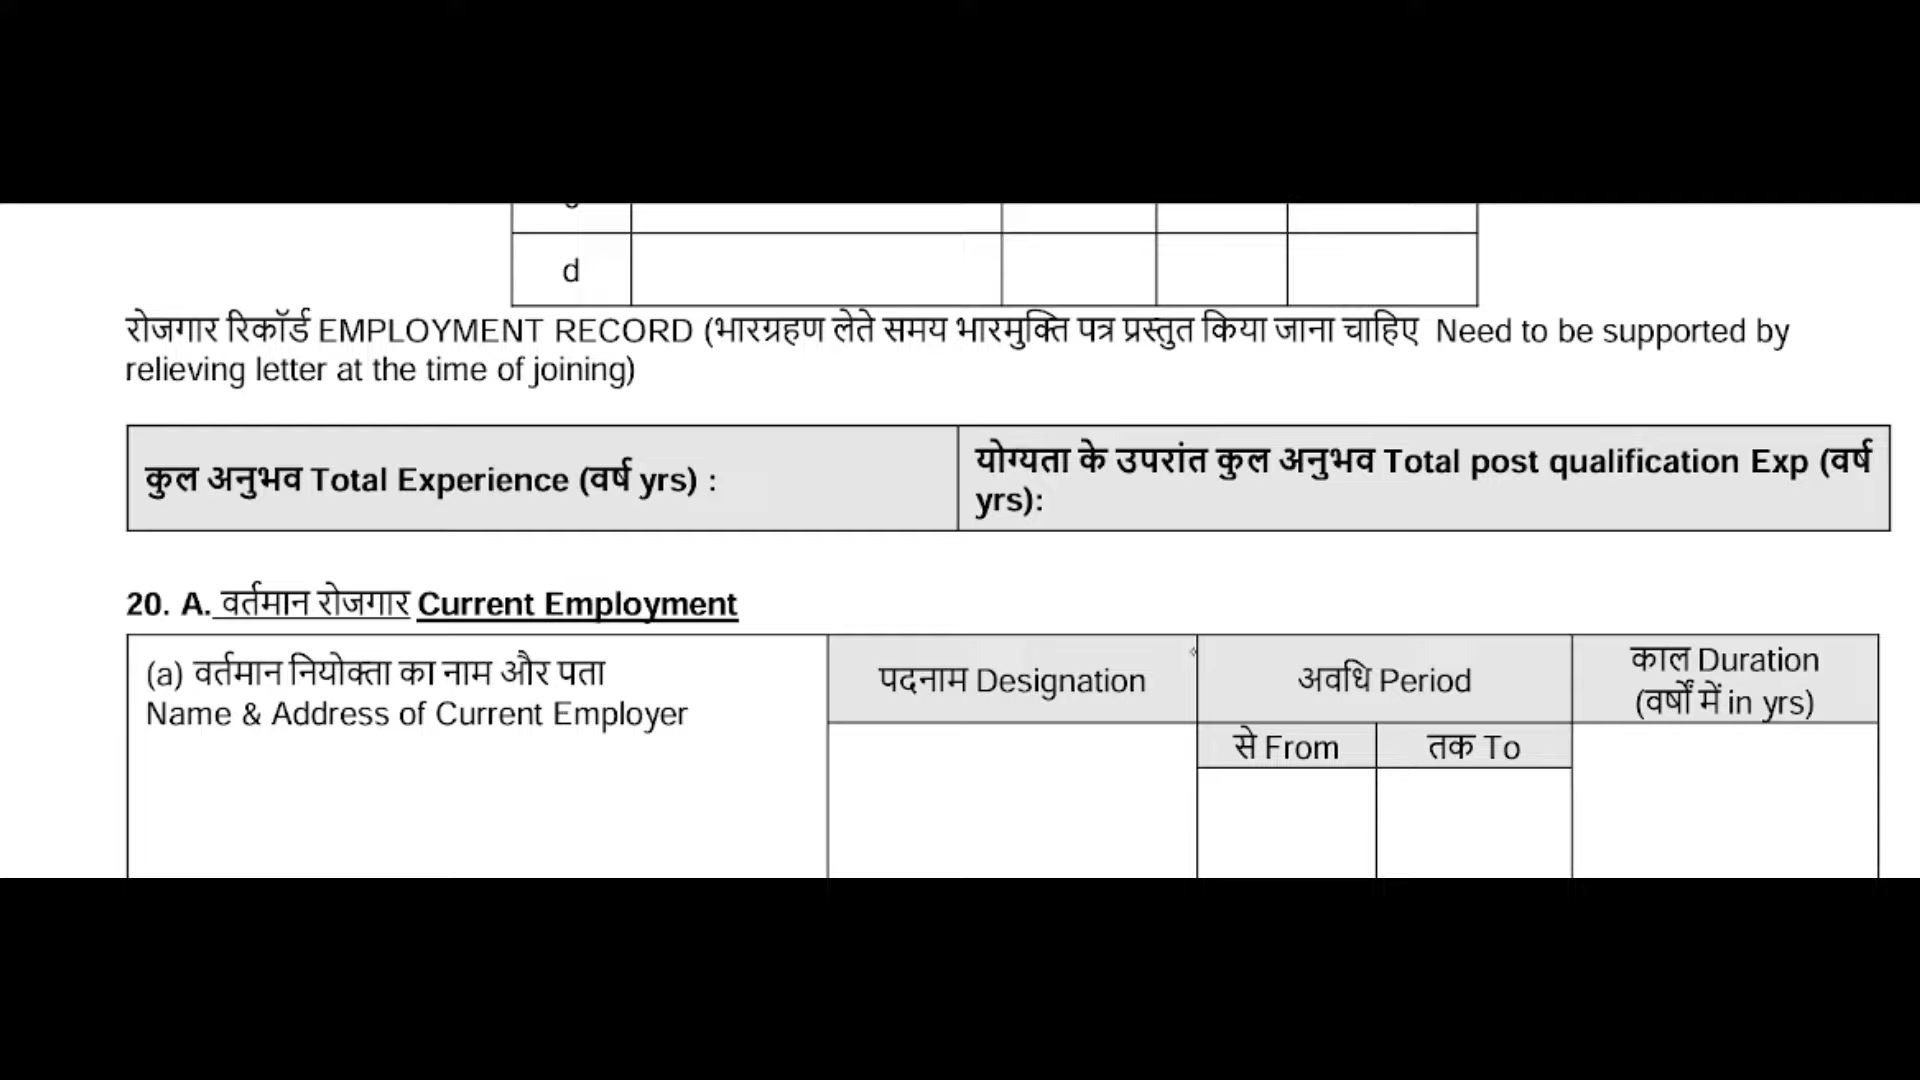 d
रोजगार रिकॉर्ड EMPLOYMENT RECORD (भारग्रहण लेते समय भारमुक्ति पत्र प्रस्तुत किया जाना चाहिए Need to be supported by
relieving letter at the time of joining)
कुल अनुभव Total Experience (वर्ष yrs) :
योग्यता के उपरांत कुल अनुभव Total post qualification Exp (वर्ष
yrs):
20. A. वर्तमान रोजगार Current Employment
(a) वर्तमान नियोक्ता का नाम और पता
Name & Address of Current Employer
पदनाम Designation
अवधि Period
काल Duration
(वर्षों में in yrs)
से From
तक To